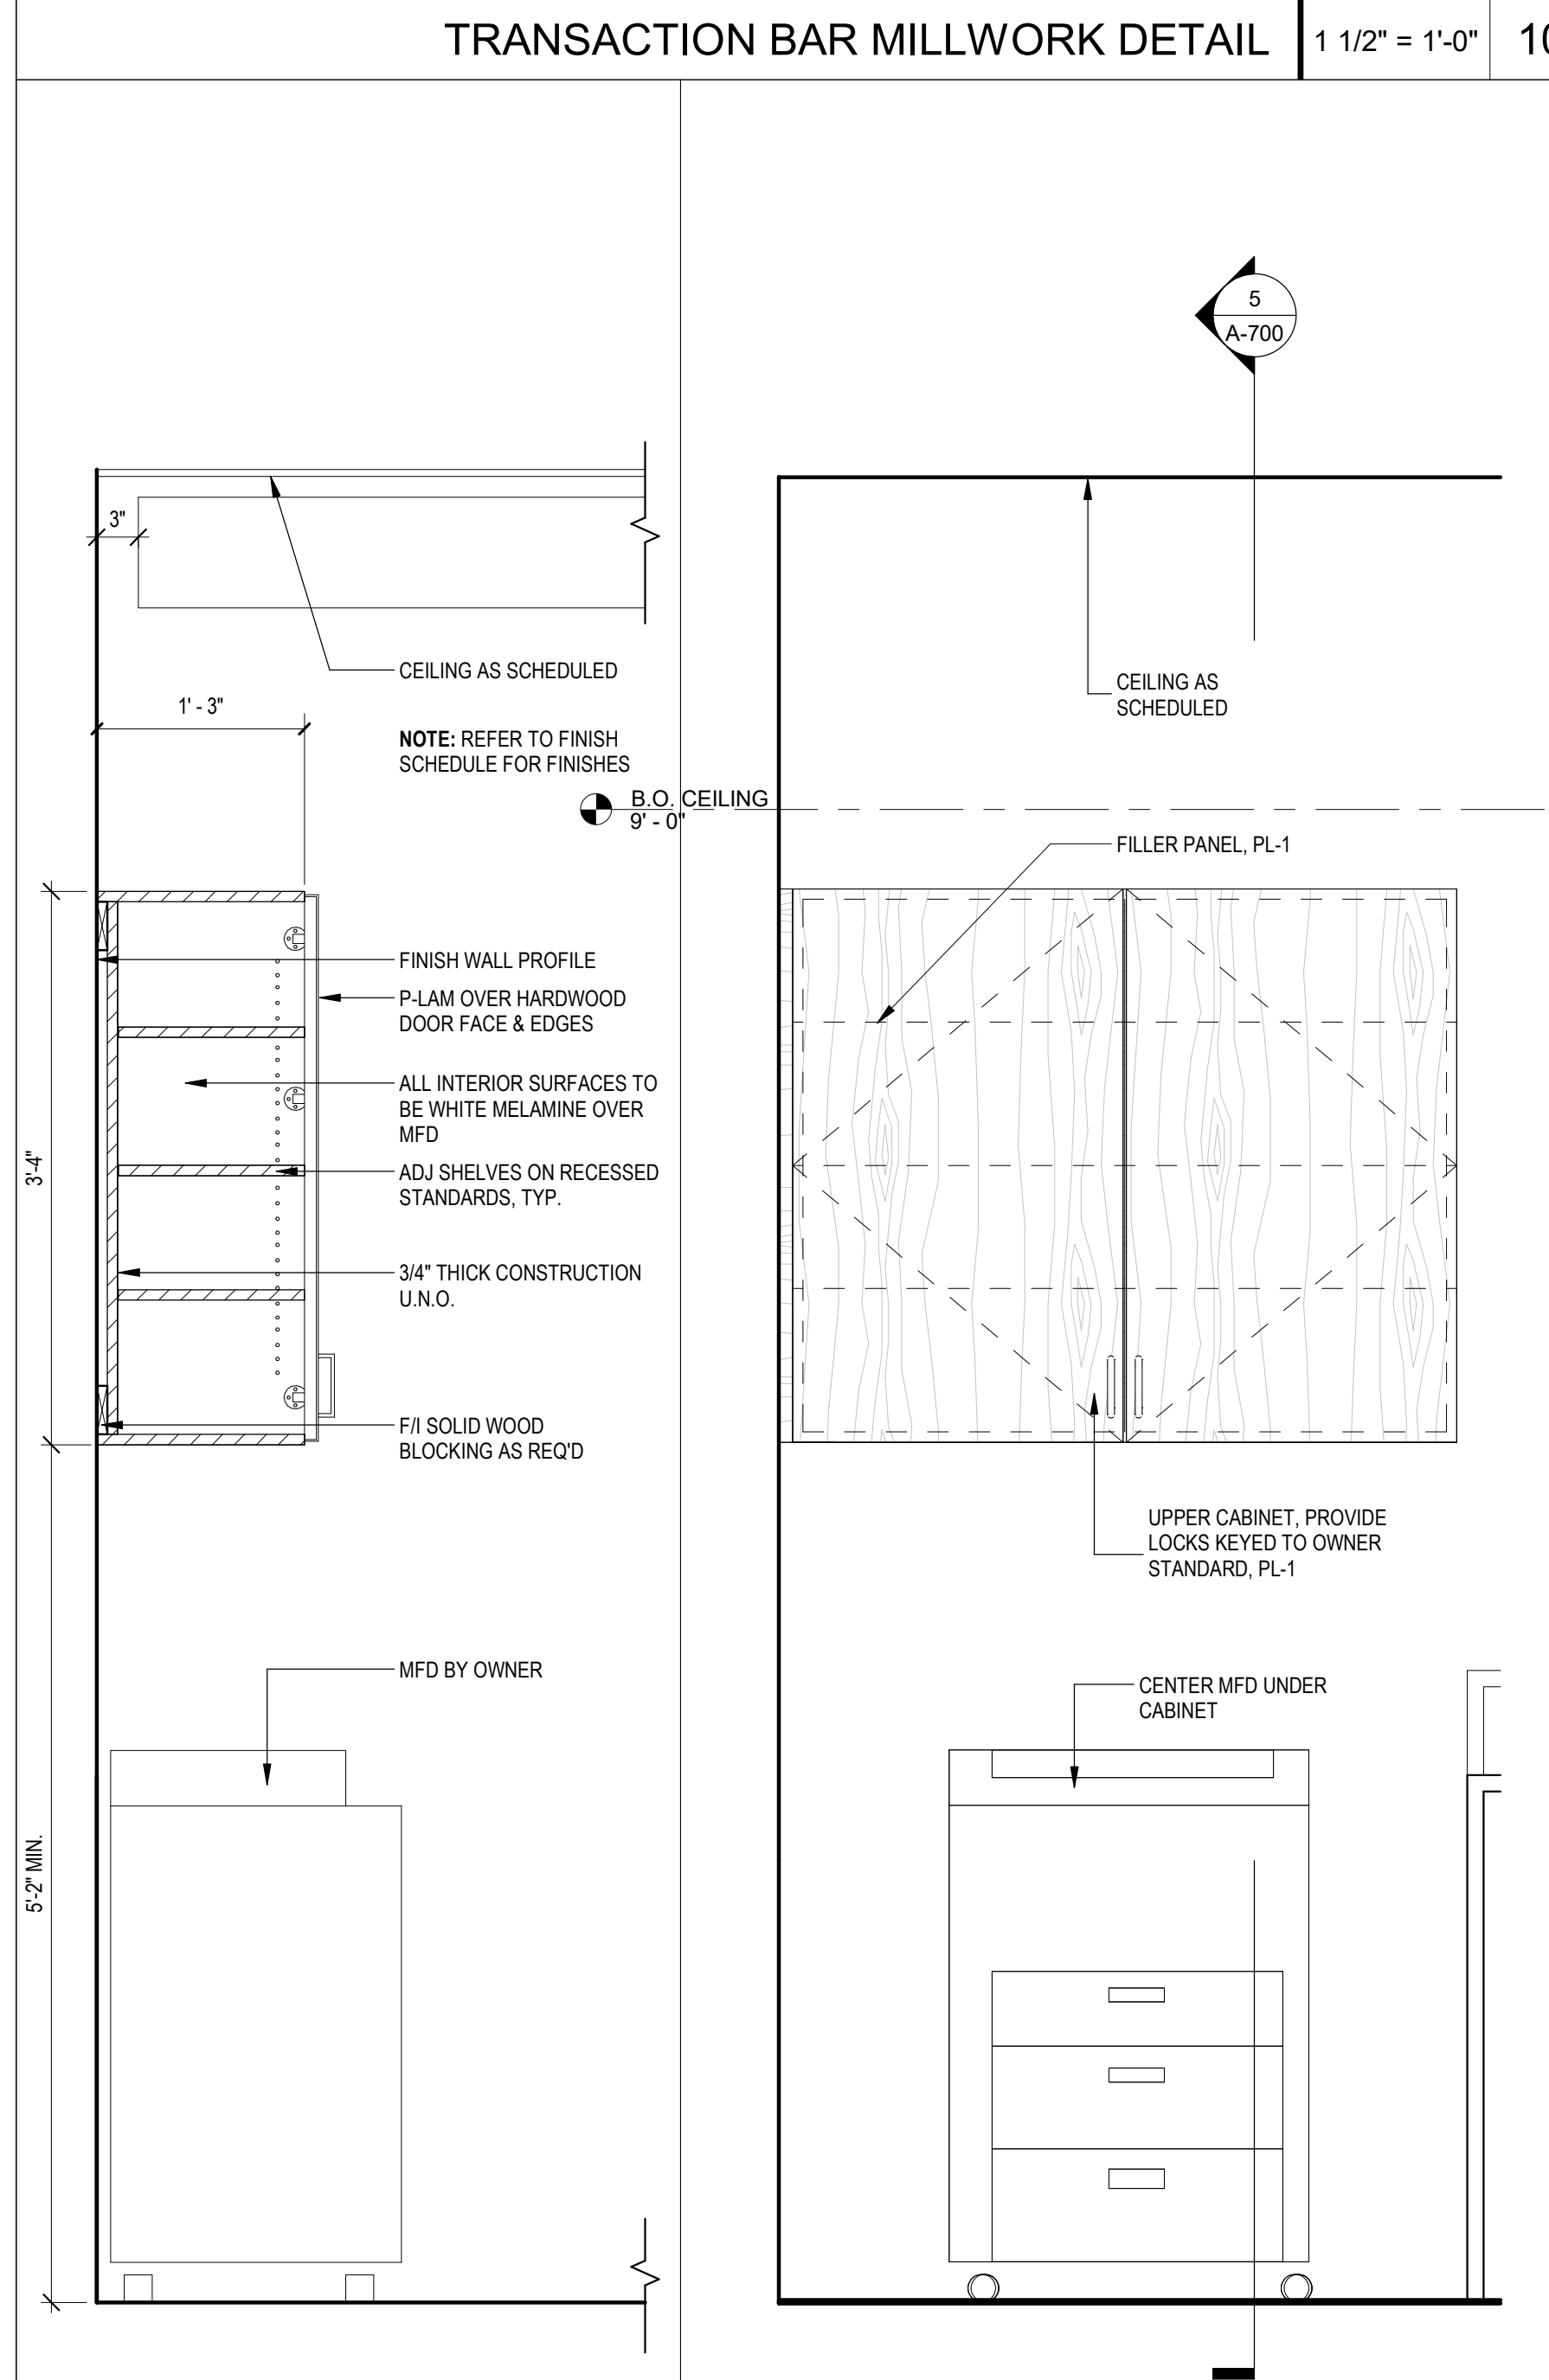 TRANSACTION BAR MILLWORK DETAIL
1 1/2" = 1'-0"
10
5
A-700
3"
CEILING AS SCHEDULED
1' - 3"
NOTE: REFER TO FINISH
SCHEDULE FOR FINISHES
B.O. CEILING
9' - 0"
FINISH WALL PROFILE
P-LAM OVER HARDWOOD
DOOR FACE & EDGES
ALL INTERIOR SURFACES TO
BE WHITE MELAMINE OVER
MFD
ADJ SHELVES ON RECESSED
STANDARDS, TYP.
3/4" THICK CONSTRUCTION
U.N.O.
F/I SOLID WOOD
BLOCKING AS REQ'D
3'-4"
MFD BY OWNER
5'-2" MIN.
CEILING AS
SCHEDULED
FILLER PANEL, PL-1
UPPER CABINET, PROVIDE
LOCKS KEYED TO OWNER
STANDARD, PL-1
CENTER MFD UNDER
CABINET